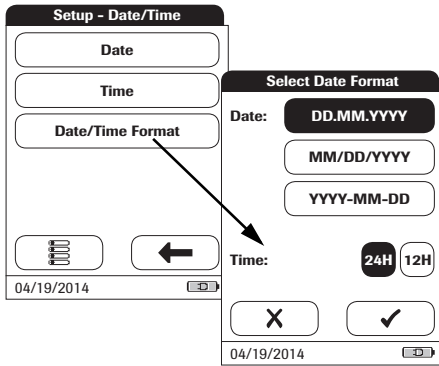 Setup - Date/Time
Date
Time
Date/Time Format
04/19/2014
Select Date Format
Date: DD.MM.YYYY
MM/DD/YYYY
YYYY-MM-DD
Time: 24H 12H
04/19/2014